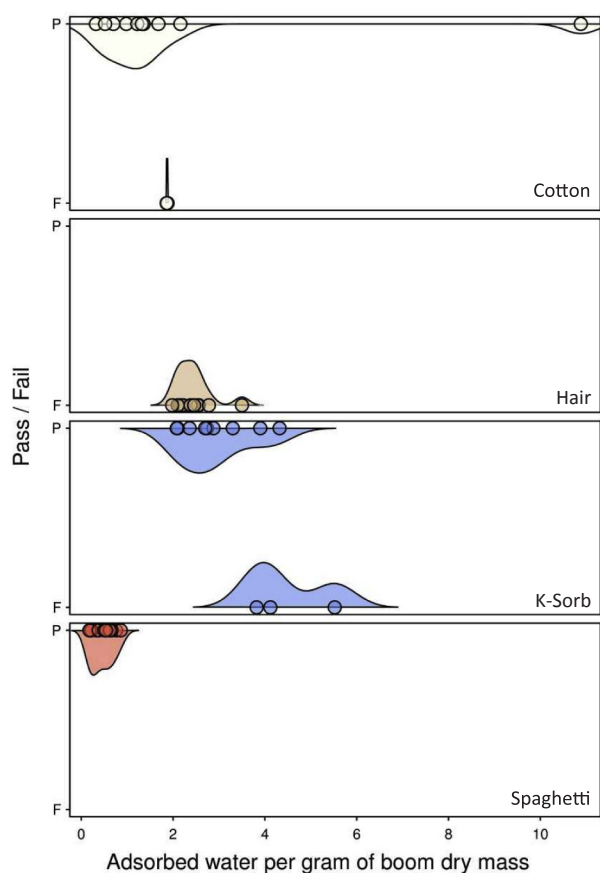 P
F
Cotton
P
F
Hair
P
F
K-Sorb
P
F
Spaghetti
Pass / Fail
0 2 4 6 8 10
Adsorbed water per gram of boom dry mass